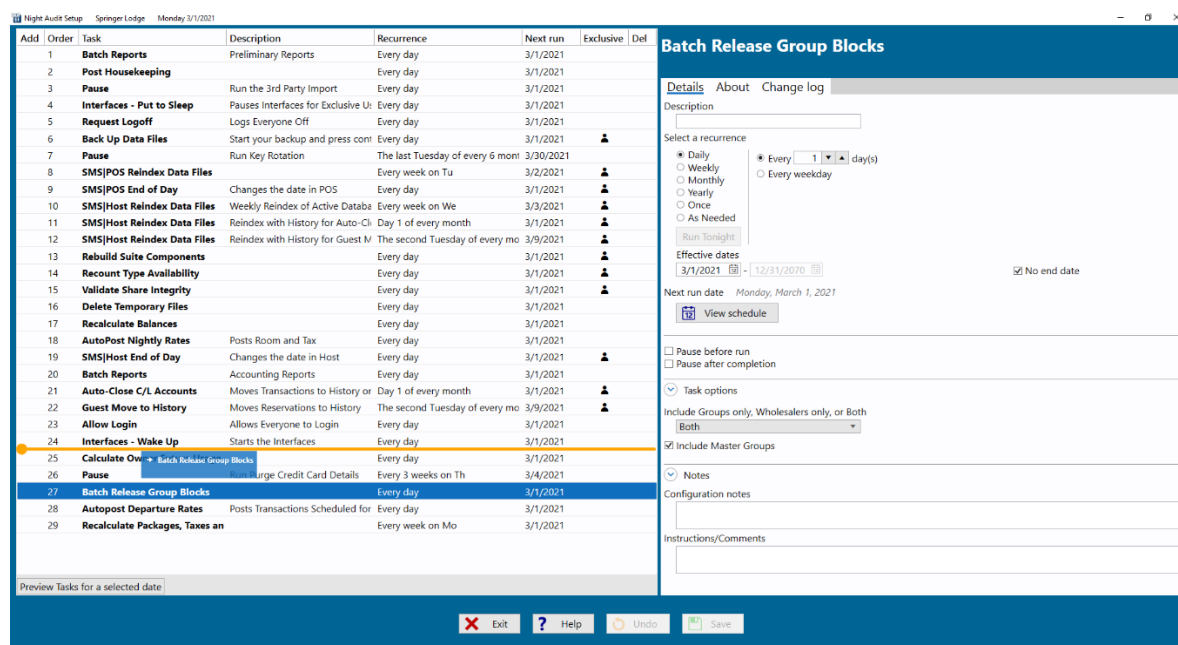 Night Audit Setup Springer Lodge Monday 3/1/2021
Add Order Task Description Recurrence Next run Exclusive Del
1 Batch Reports Preliminary Reports Every day 3/1/2021
2 Post Housekeeping Every day 3/1/2021
3 Pause Run the 3rd Party Import Every day 3/1/2021
4 Interfaces - Put to Sleep Pauses Interfaces for Exclusive U: Every day 3/1/2021
5 Request Logoff Logs Everyone Off Every day 3/1/2021
6 Back Up Data Files Start your backup and press cont Every day 3/1/2021
7 Pause Run Key Rotation The last Tuesday of every 6 mont 3/30/2021
8 SMS|POS Reindex Data Files Every week on Tu 3/2/2021
9 SMS|POS End of Day Changes the date in POS Every day 3/1/2021
10 SMS|Host Reindex Data Files Weekly Reindex of Active Databa Every week on We 3/3/2021
11 SMS|Host Reindex Data Files Reindex with History for Auto-Cl Day 1 of every month 3/1/2021
12 SMS|Host Reindex Data Files Reindex with History for Guest M The second Tuesday of every mo 3/9/2021
13 Rebuild Suite Components Every day 3/1/2021
14 Recount Type Availability Every day 3/1/2021
15 Validate Share Integrity Every day 3/1/2021
16 Delete Temporary Files Every day 3/1/2021
17 Recalculate Balances Every day 3/1/2021
18 AutoPost Nightly Rates Posts Room and Tax Every day 3/1/2021
19 SMS|Host End of Day Changes the date in Host Every day 3/1/2021
20 Batch Reports Accounting Reports Every day 3/1/2021
21 Auto-Close C/L Accounts Moves Transactions to History or Day 1 of every month 3/1/2021
22 Guest Move to History Moves Reservations to History The second Tuesday of every mo 3/9/2021
23 Allow Login Allows Everyone to Login Every day 3/1/2021
24 Interfaces - Wake Up Starts the Interfaces Every day 3/1/2021
25 Calculate Every day 3/1/2021
Batch Release Group Blocks
26 Pause Run Purge Credit Card Details Every 3 weeks on Th 3/4/2021
27 Batch Release Group Blocks Every day 3/1/2021
28 Autopost Departure Rates Posts Transactions Scheduled for Every day 3/1/2021
29 Recalculate Packages, Taxes an Every week on Mo 3/1/2021
Preview Tasks for a selected date
Batch Release Group Blocks
Details About Change log
Description
Select a recurrence
Daily
Every 1 day(s)
Weekly
Every weekday
Monthly
Yearly
Once
As Needed
Run Tonight
Effective dates
3/1/2021 - 12/31/2070 No end date
Next run date Monday, March 1, 2021
12 View schedule
Pause before run
Pause after completion
Task options
Include Groups only, Wholesalers only, or Both
Both
Include Master Groups
Notes
Configuration notes
Instructions/Comments
Exit ? Help Undo Save